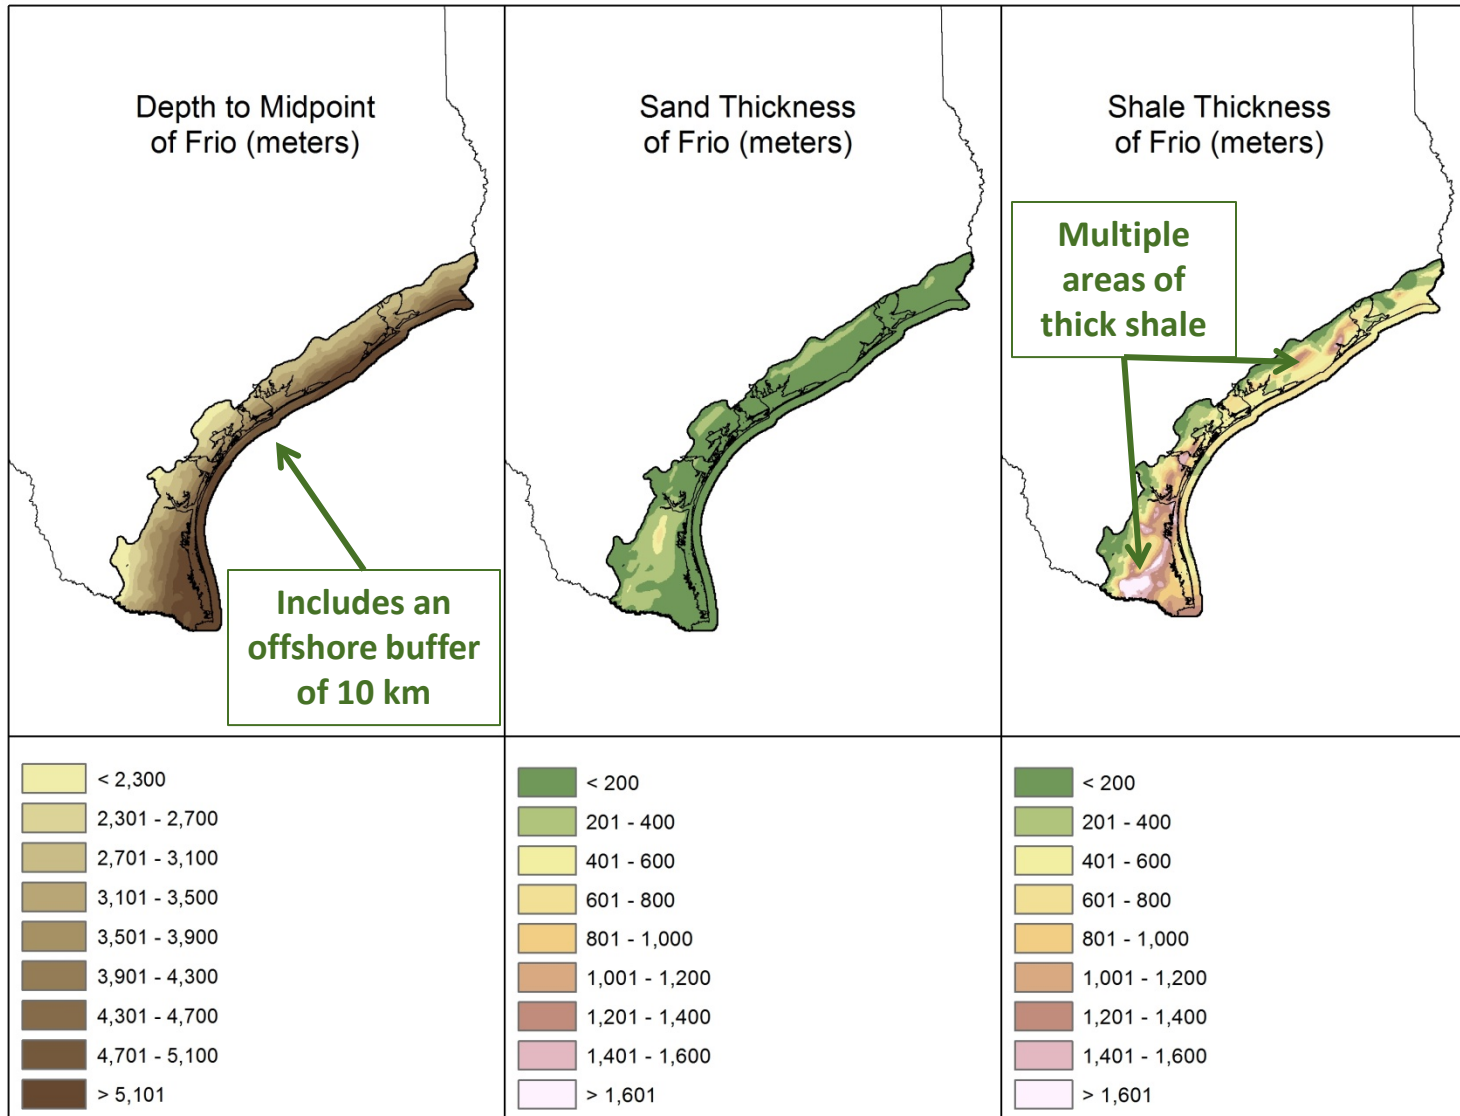 Depth to Midpoint
of Frio (meters)
Includes an
offshore buffer
of 10 km
< 2,300
2,301 - 2,700
2,701 - 3,100
3,101 - 3,500
3,501 - 3,900
3,901 - 4,300
4,301 - 4,700
4,701 - 5,100
> 5,101
Sand Thickness
of Frio (meters)
< 200
201 - 400
401 - 600
601 - 800
801 - 1,000
1,001 - 1,200
1,201 - 1,400
1,401 - 1,600
> 1,601
Shale Thickness
of Frio (meters)
Multiple
areas of
thick shale
< 200
201 - 400
401 - 600
601 - 800
801 - 1,000
1,001 - 1,200
1,201 - 1,400
1,401 - 1,600
> 1,601